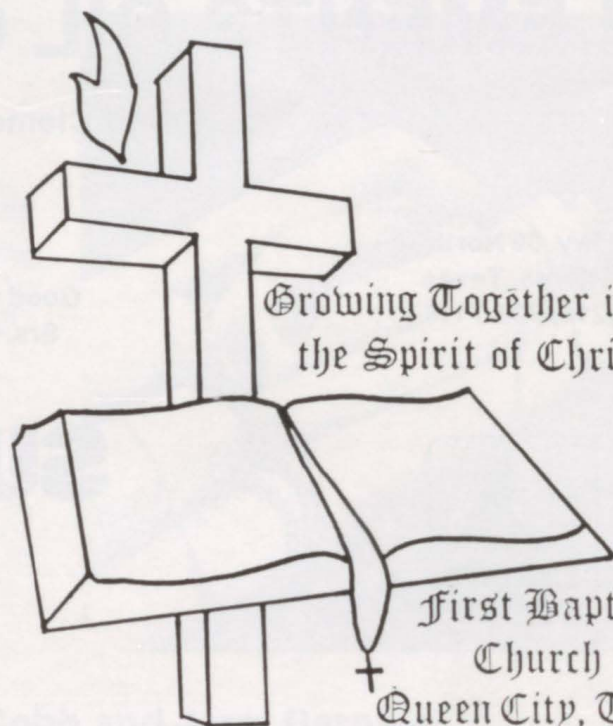 Growing Together i
the Spirit of Chri
First Bapt
Church
Queen City, T